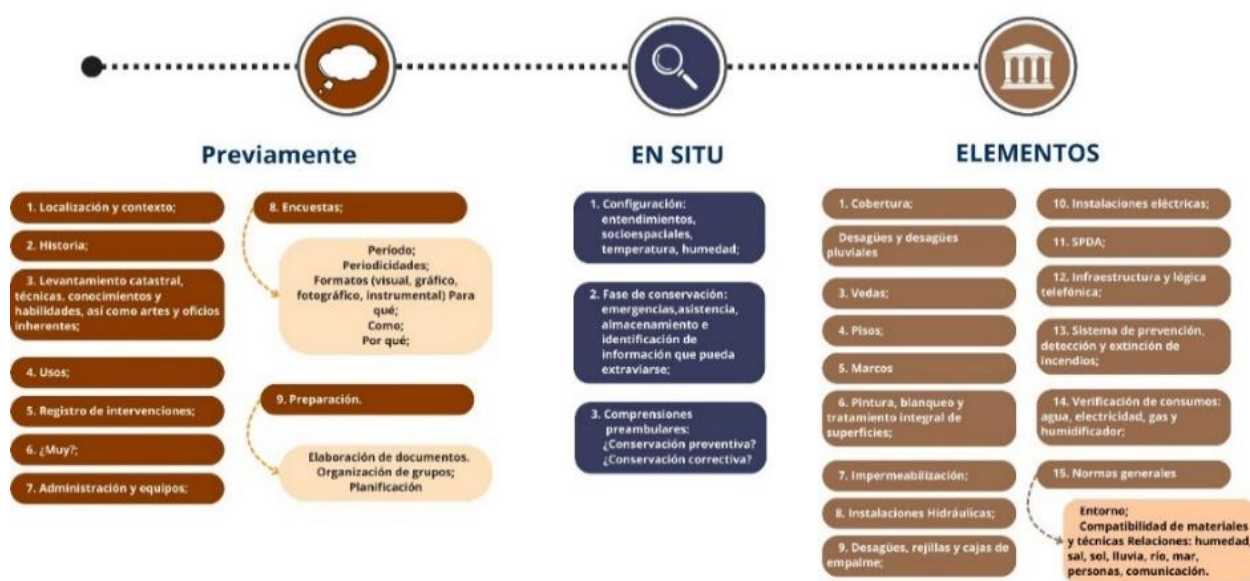 Previamente
1. Localización y contexto;
2. Historia;
3. Levantamiento catastral,
técnicas, conocimientos y
habilidades, así como artes y oficios
inherentes;
4. Usos;
5. Registro de intervenciones;
6. ¿Muy?;
7. Administración y equipos;
8. Encuestas;
Período;
Periodicidades;
Formatos (visual, gráfico,
fotográfico, instrumental) Para
qué;
Como;
Por qué;
9. Preparación.
Elaboración de documentos.
Organización de grupos;
Planificación
EN SITU
1. Configuración:
entendimientos,
socioespaciales,
temperatura, humedad;
2. Fase de conservación:
emergencias,asistencia,
almacenamiento e
identificación de
información que pueda
extraviarse;
3. Comprensiones
preambulares:
¿Conservación preventiva?
¿Conservación correctiva?
ELEMENTOS
1. Cobertura;
Desagües y desagües
pluviales
3. Vedas;
4. Pisos;
5. Marcos
6. Pintura, blanqueo y
tratamiento integral de
superficies;
7. Impermeabilización;
8. Instalaciones Hidráulicas;
9. Desagües, rejillas y cajas de
empalme;
10. Instalaciones eléctricas;
11. SPDA;
12. Infraestructura y lógica
telefónica;
13. Sistema de prevención,
detección y extinción de
incendios;
14. Verificación de consumos:
agua, electricidad, gas y
humidificador;
15. Normas generales
Entorno;
Compatibilidad de materiales
y técnicas Relaciones: humedad,
sal, sol, lluvia, río, mar,
personas, comunicación.